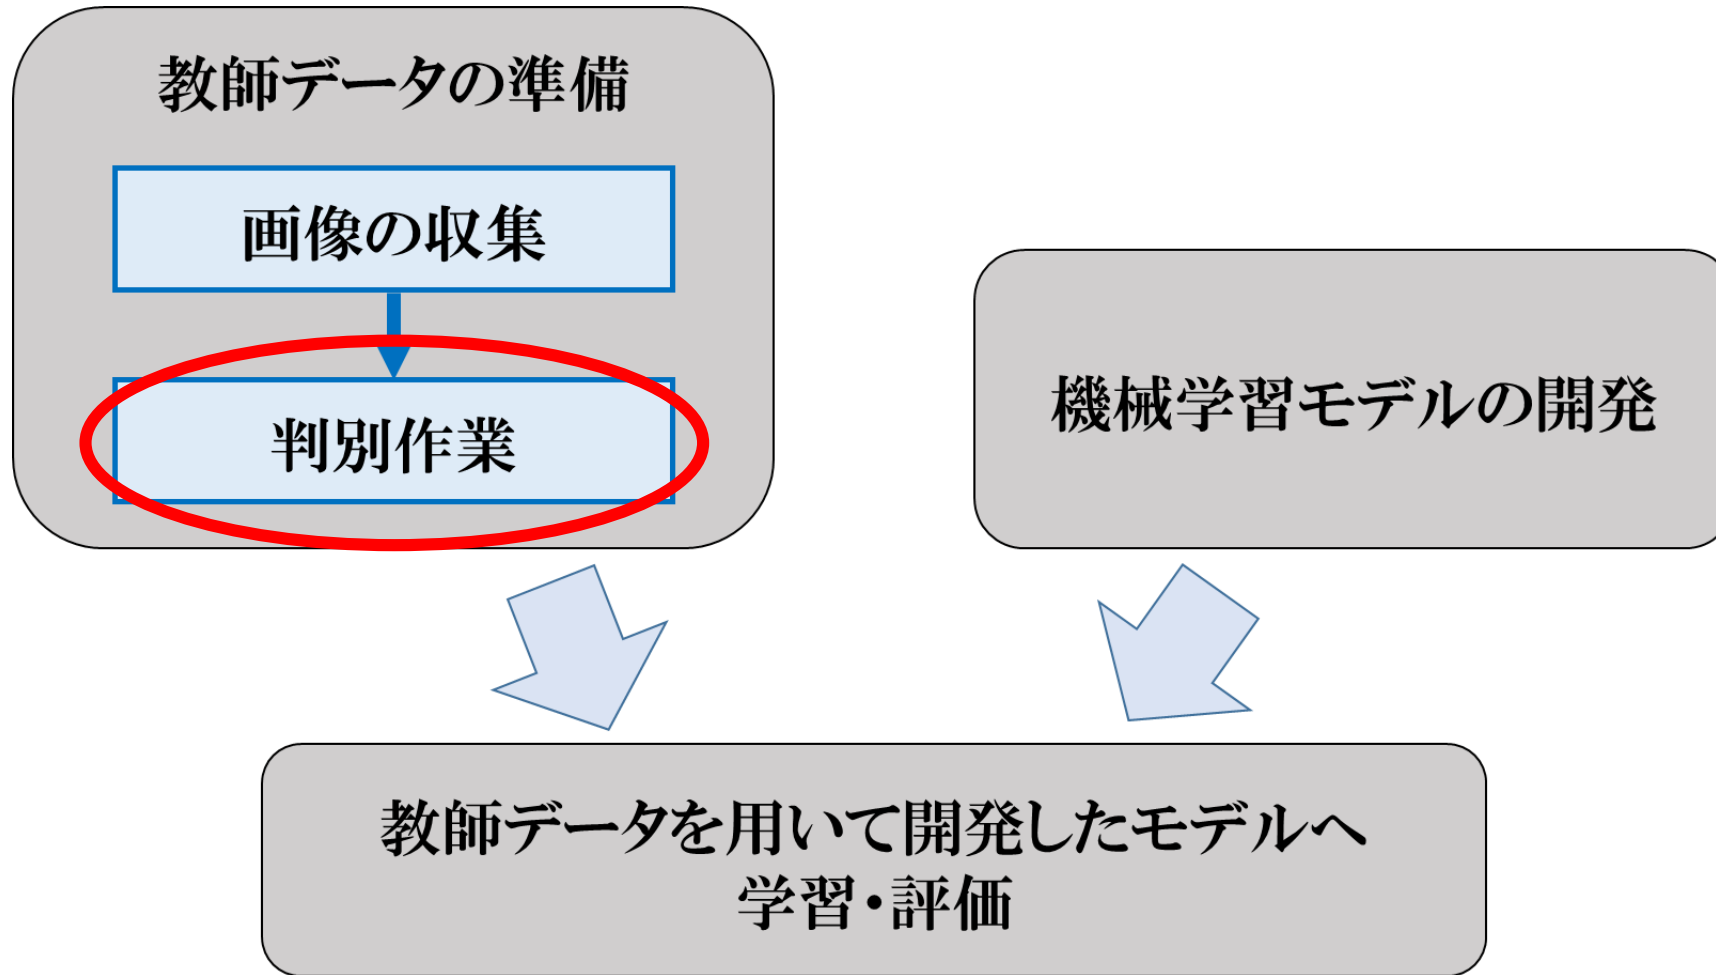 教師データの準備
画像の収集
判別作業
機械学習モデルの開発
教師データを用いて開発したモデルへ
学習・評価